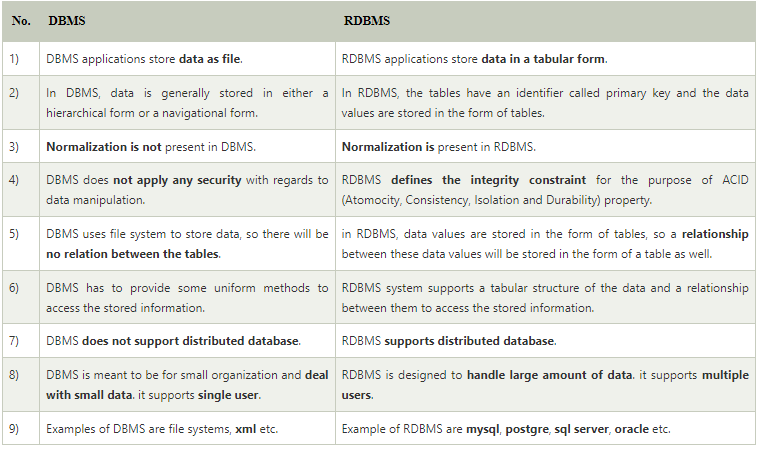 No. DBMS RDBMS
1) DBMS applications store data as file. RDBMS applications store data in a tabular form.
2) In DBMS, data is generally stored in either a In RDBMS, the tables have an identifier called primary key and the data
hierarchical form or a navigational form. values are stored in the form of tables.
3) Normalization is not present in DBMS. Normalization is present in RDBMS.
4) DBMS does not apply any security with regards to RDBMS defines the integrity constraint for the purpose of ACID
data manipulation. (Atomocity, Consistency, Isolation and Durability) property.
5) DBMS uses file system to store data, so there will be in RDBMS, data values are stored in the form of tables, so a relationship
no relation between the tables. between these data values will be stored in the form of a table as well.
6) DBMS has to provide some uniform methods to RDBMS system supports a tabular structure of the data and a relationship
access the stored information. between them to access the stored information.
7) DBMS does not support distributed database. RDBMS supports distributed database.
8) DBMS is meant to be for small organization and deal RDBMS is designed to handle large amount of data. it supports multiple
with small data. it supports single user. users.
9) Examples of DBMS are file systems, xml etc. Example of RDBMS are mysql, postgre, sql server, oracle etc.